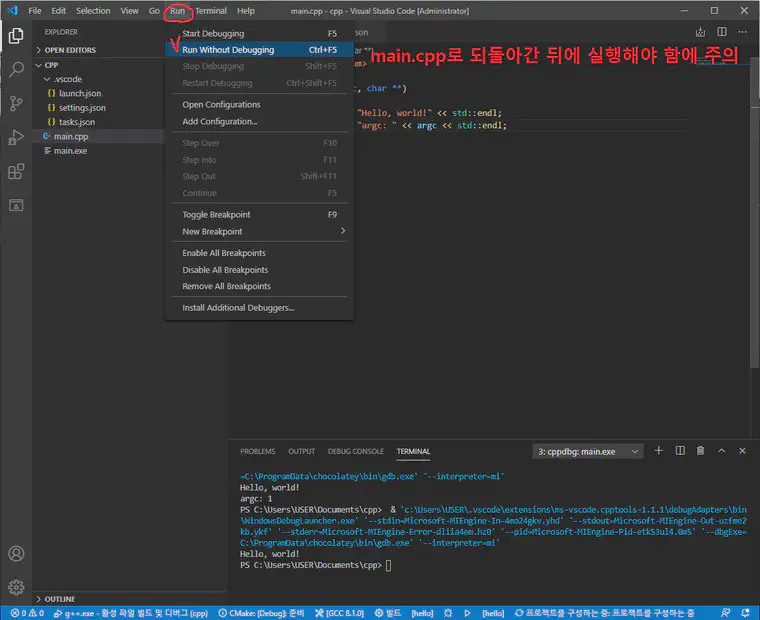 File Edit Selection View Go Run Terminal Help main.cpp - cpp - Visual Studio Code [Administrator]
EXPLORER
OPEN EDITORS
CPP
.vscode
{} launch.json
{} settings.json
{} tasks.json
main.cpp
main.exe
OUTLINE
Start Debugging F5
Run Without Debugging Ctrl+F5
Stop Debugging Shift+F5
Restart Debugging Ctrl+Shift+F5
Open Configurations
Add Configuration...
Step Over F10
Step Into F11
Step Out Shift+F11
Continue F5
Toggle Breakpoint F9
New Breakpoint
Enable All Breakpoints
Disable All Breakpoints
Remove All Breakpoints
Install Additional Debuggers...
son
ar **)
main.cpp로 되돌아간 뒤에 실행해야 함에 주의
m>
, char **)
"Hello, world!" << std::endl;
"argc: " << argc << std::endl;
PROBLEMS OUTPUT DEBUG CONSOLE TERMINAL 3: cppdbg: main.exe
=C:\ProgramData\chocolatey\bin\gdb.exe' '--interpreter=mi'
Hello, world!
argc: 1
PS C:\Users\USER\Documents\cpp> & 'c:\Users\USER\.vscode\extensions\ms-vscode.cpptools-1.1.1\debugAdapters\bin
\WindowsDebugLauncher.exe' '--stdin=Microsoft-MIEngine-In-4mo24gkv.yhd' '--stdout=Microsoft-MIEngine-Out-uzfme2
kb.ykf' '--stderr=Microsoft-MIEngine-Error-dliia4em.hz0' '--pid=Microsoft-MIEngine-Pid-etk53ul4.0m5' '--dbgExe=
C:\ProgramData\chocolatey\bin\gdb.exe' '--interpreter=mi'
Hello, world!
PS C:\Users\USER\Documents\cpp>
0 0 g++.exe - 활성 파일 빌드 및 디버그 (cpp) CMake: [Debug]: 준비 [GCC 8.1.0] 빌드 [hello] [hello] 프로젝트를 구성하는 중: 프로젝트를 구성하는 중